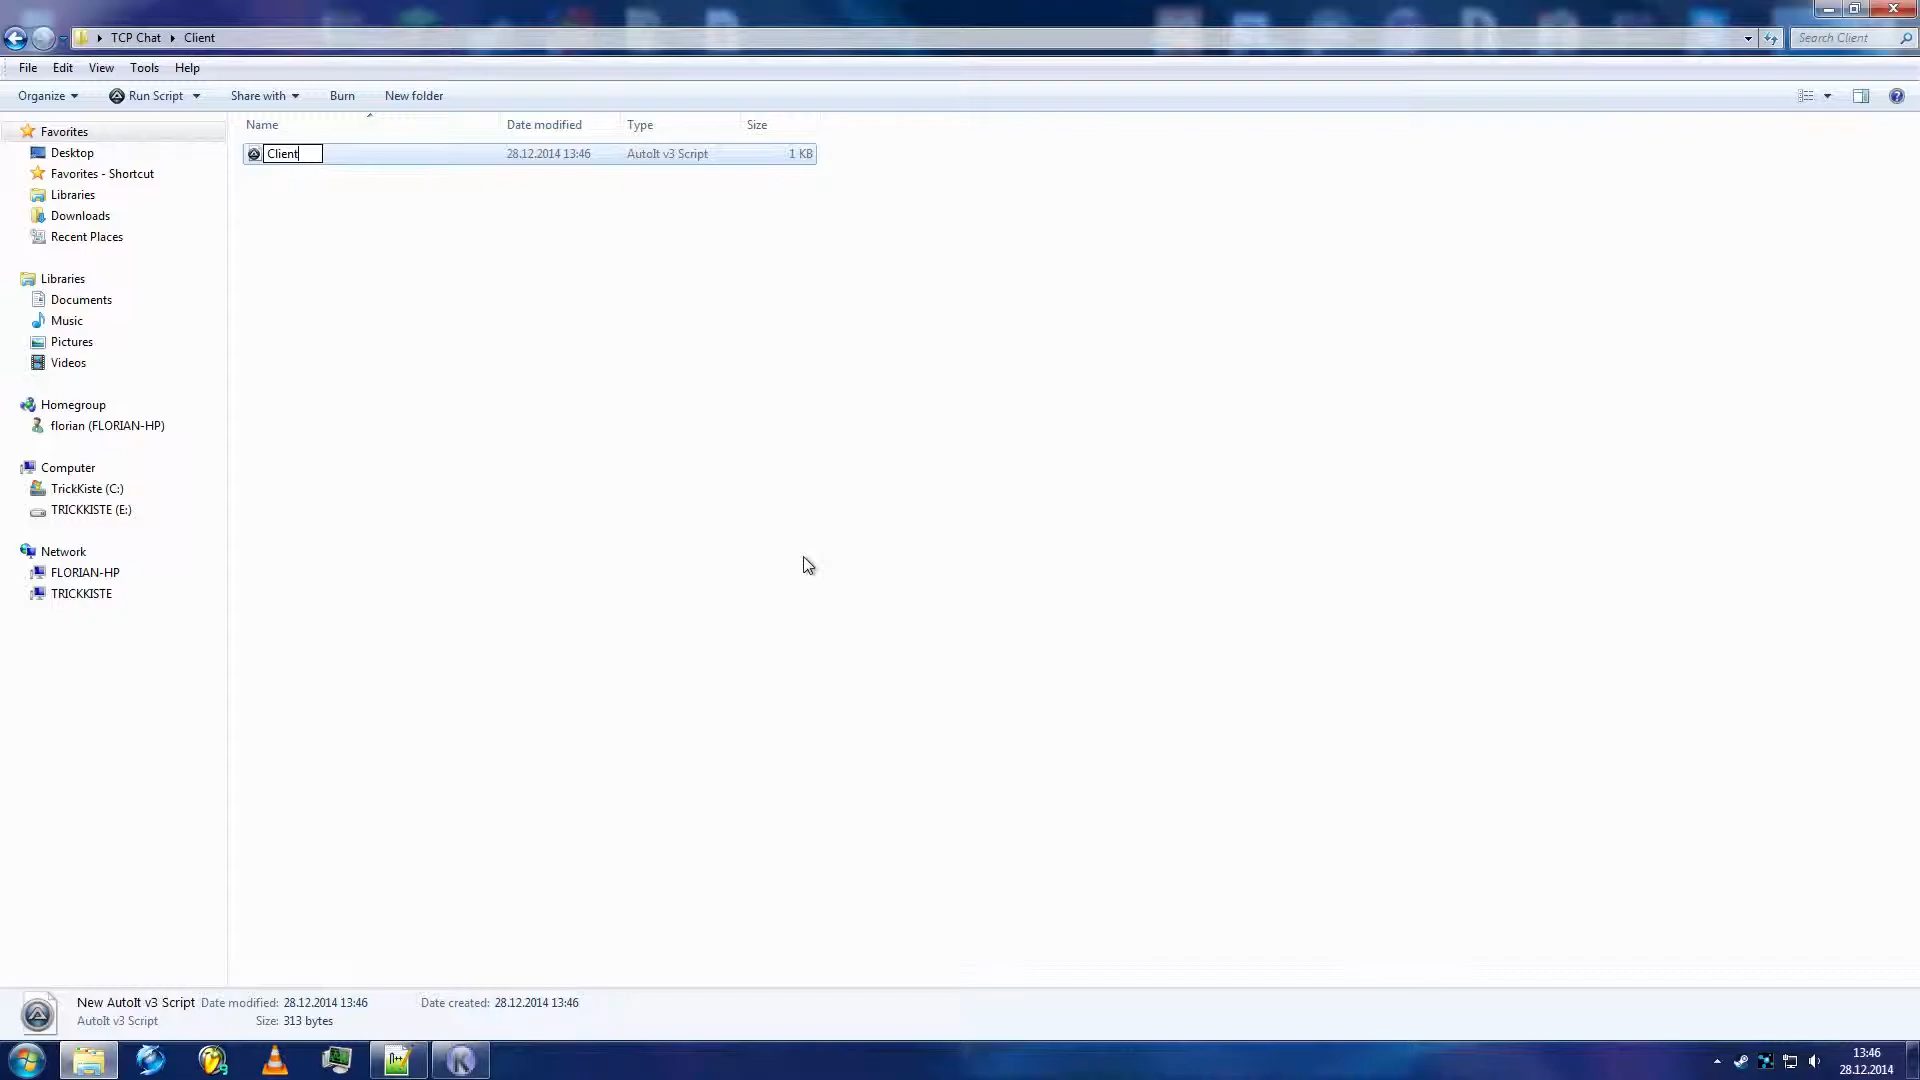 TCP Chat Client
Search Client
File Edit View Tools Help
Organize Run Script Share with Burn New folder
Name Date modified Type Size
Client 28.12.2014 13:46 AutoIt v3 Script 1 KB
Favorites
Desktop
Favorites - Shortcut
Libraries
Downloads
Recent Places
Libraries
Documents
Music
Pictures
Videos
Homegroup
florian (FLORIAN-HP)
Computer
TrickKiste (C:)
TRICKKISTE (E:)
Network
FLORIAN-HP
TRICKKISTE
New AutoIt v3 Script Date modified: 28.12.2014 13:46 Date created: 28.12.2014 13:46
AutoIt v3 Script Size: 313 bytes
13:46
28.12.2014